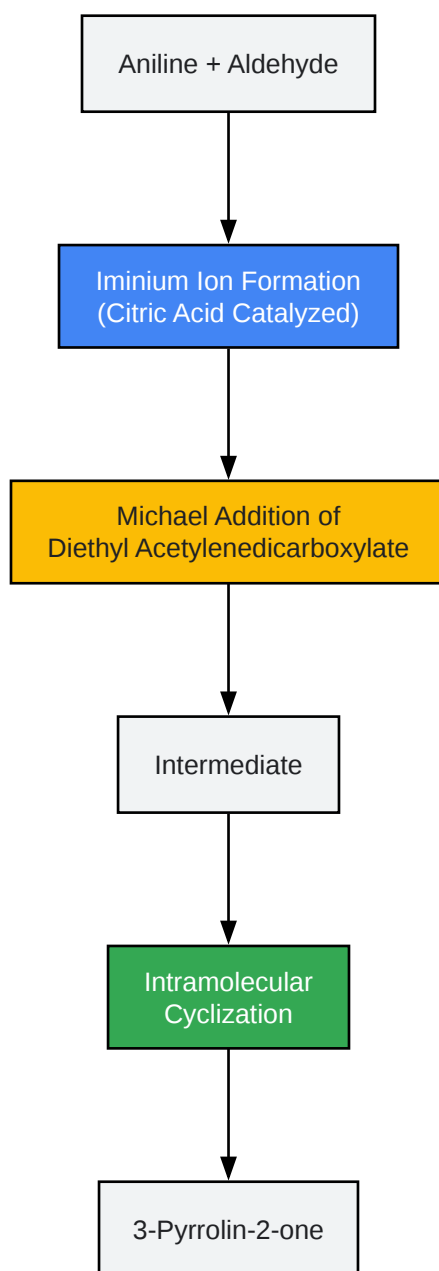 Aniline + Aldehyde
Iminium Ion Formation
(Citric Acid Catalyzed)
Michael Addition of
Diethyl Acetylenedicarboxylate
Intermediate
Intramolecular
Cyclization
3-Pyrrolin-2-one